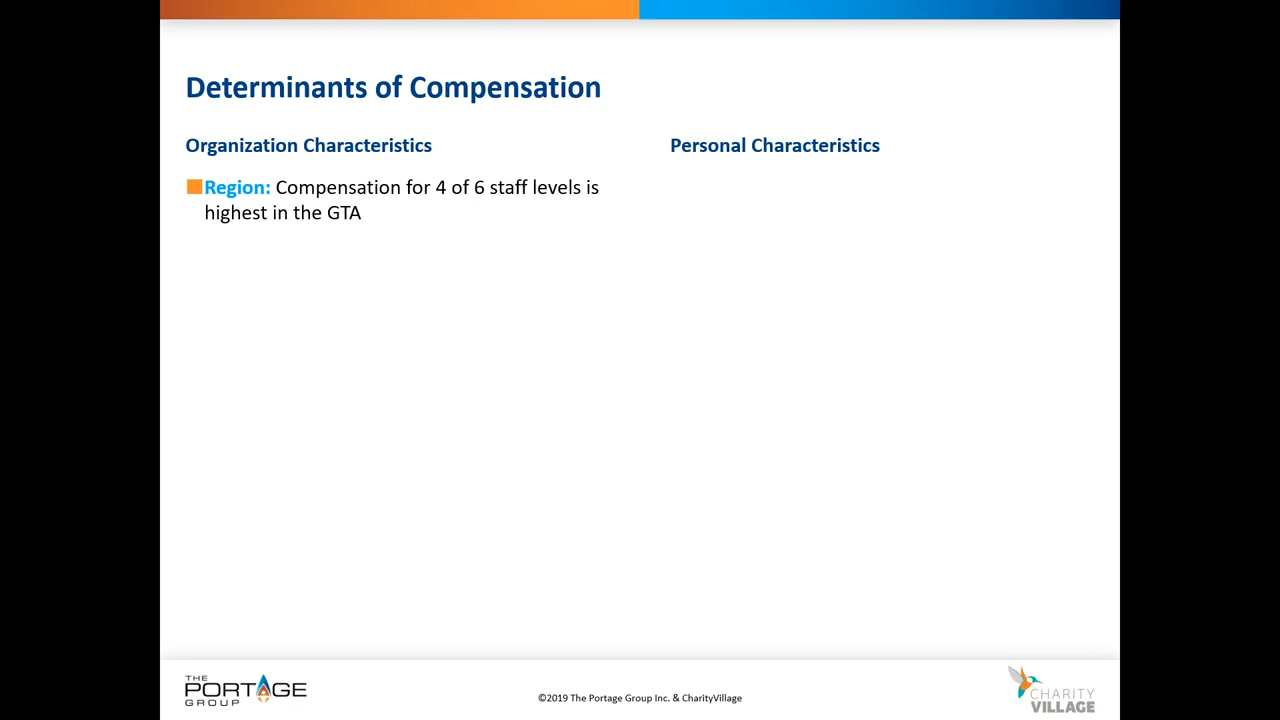 Determinants of Compensation
Organization Characteristics
Personal Characteristics
Region: Compensation for 4 of 6 staff levels is
highest in the GTA
THE
PORTAGE
GROUP
©2019 The Portage Group Inc. & CharityVillage
CHARITY
VILLAGE